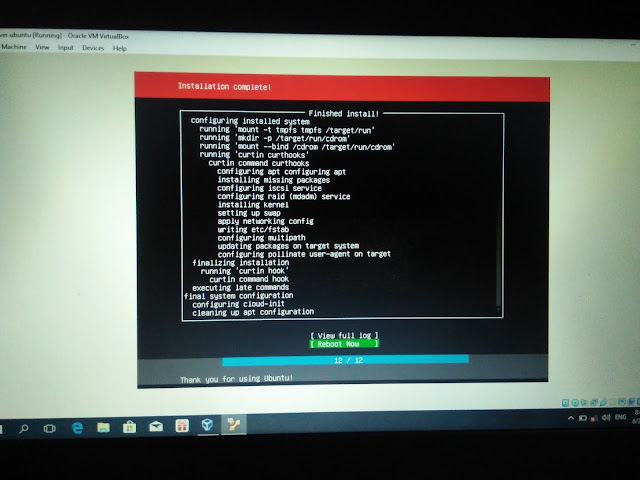 ver ubuntu [Running] - Oracle VM VirtualBox
Machine View Input Devices Help
Installation complete!
Finished install!
configuring installed system
running 'mount -t tmpfs tmpfs /target/run'
running 'mkdir -p /target/run/cdrom'
running 'mount --bind /cdrom /target/run/cdrom'
running 'curtin curthooks'
curtin command curthooks
configuring apt configuring apt
installing missing packages
configuring iscsi service
configuring raid (mdadm) service
installing kernel
setting up swap
apply networking config
writing etc/fstab
configuring multipath
updating packages on target system
configuring pollinate user-agent on target
finalizing installation
running 'curtin hook'
curtin command hook
executing late commands
final system configuration
configuring cloud-init
cleaning up apt configuration
[ View full log ]
[ Reboot Now ]
12 / 12
Thank you for using Ubuntu!
ENG